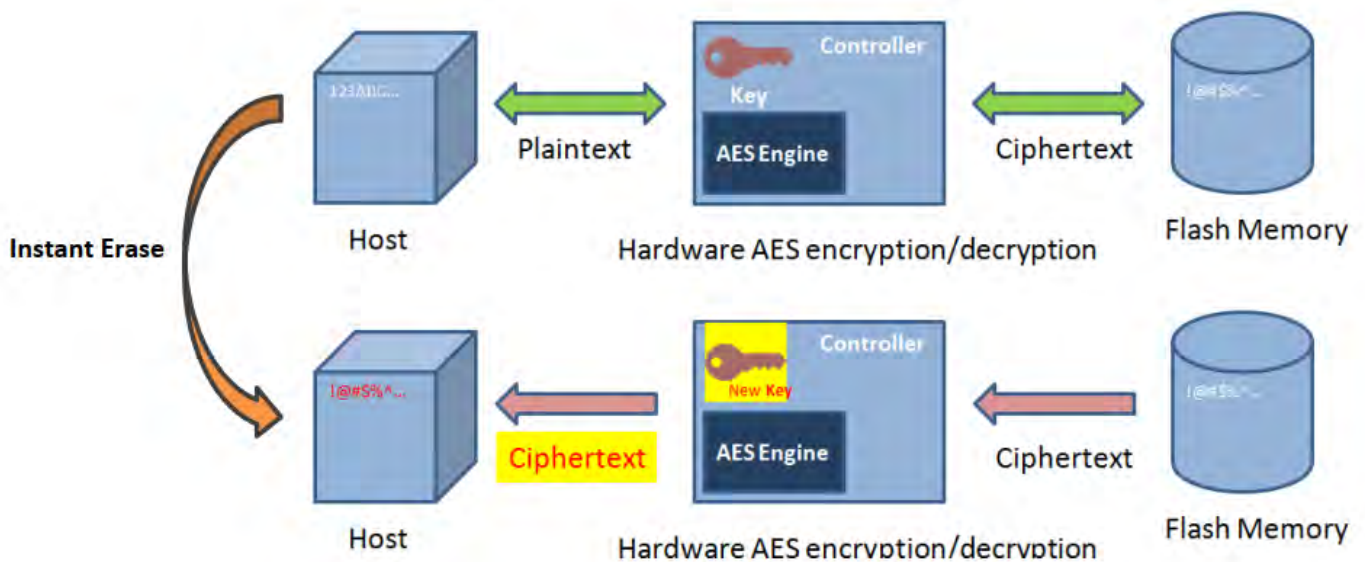 123ABC...
Controller
Key
AES Engine
!@#$%^...
Plaintext
Ciphertext
Host
Hardware AES encryption/decryption
Flash Memory
Instant Erase
!@#$%^...
Controller
New Key
AES Engine
!@#$%^...
Ciphertext
Ciphertext
Host
Hardware AES encryption/decryption
Flash Memory